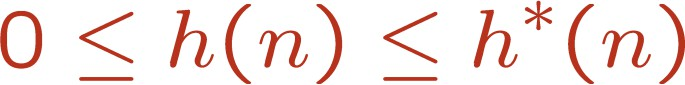 0 ≤ h(n) ≤ h*(n)